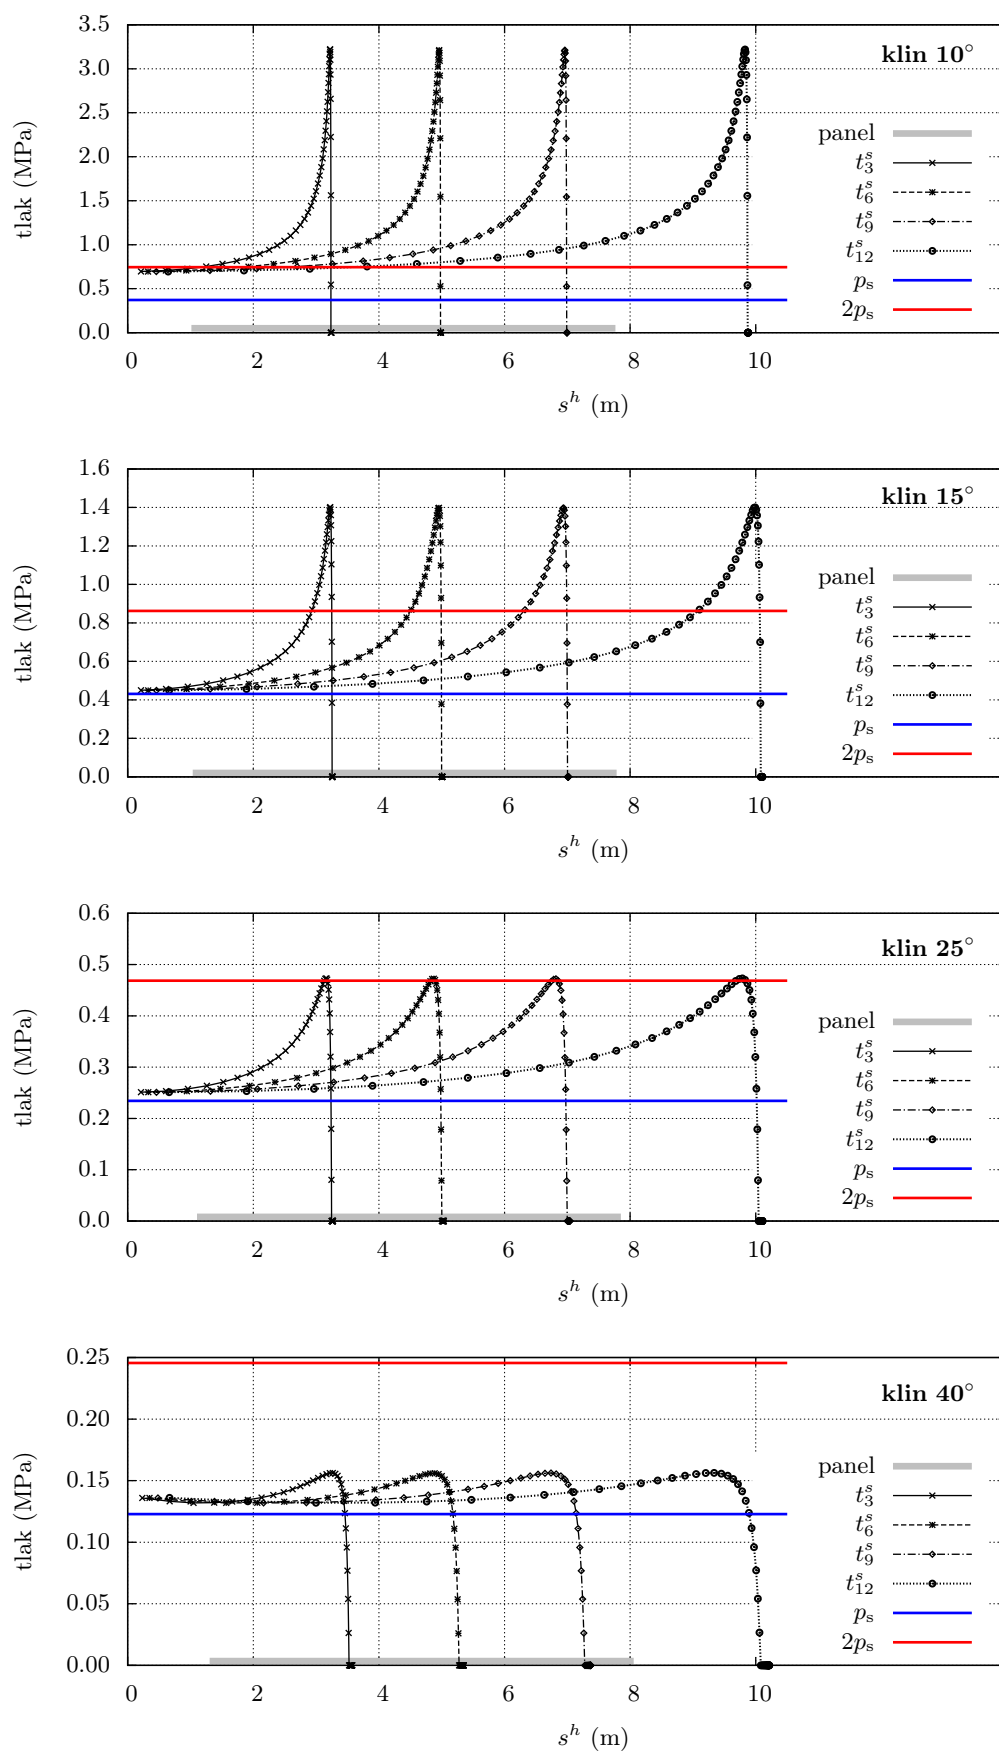 klin 10°
tlak (MPa)
3.5
3.0
2.5
2.0
1.5
1.0
0.5
0.0
panel
t₃ˢ
t₆ˢ
t₉ˢ
t₁₂ˢ
pₛ
2pₛ
0 2 4 6 8 10
sʰ (m)
klin 15°
tlak (MPa)
1.6
1.4
1.2
1.0
0.8
0.6
0.4
0.2
0.0
panel
t₃ˢ
t₆ˢ
t₉ˢ
t₁₂ˢ
pₛ
2pₛ
0 2 4 6 8 10
sʰ (m)
klin 25°
tlak (MPa)
0.6
0.5
0.4
0.3
0.2
0.1
0.0
panel
t₃ˢ
t₆ˢ
t₉ˢ
t₁₂ˢ
pₛ
2pₛ
0 2 4 6 8 10
sʰ (m)
klin 40°
tlak (MPa)
0.25
0.20
0.15
0.10
0.05
0.00
panel
t₃ˢ
t₆ˢ
t₉ˢ
t₁₂ˢ
pₛ
2pₛ
0 2 4 6 8 10
sʰ (m)